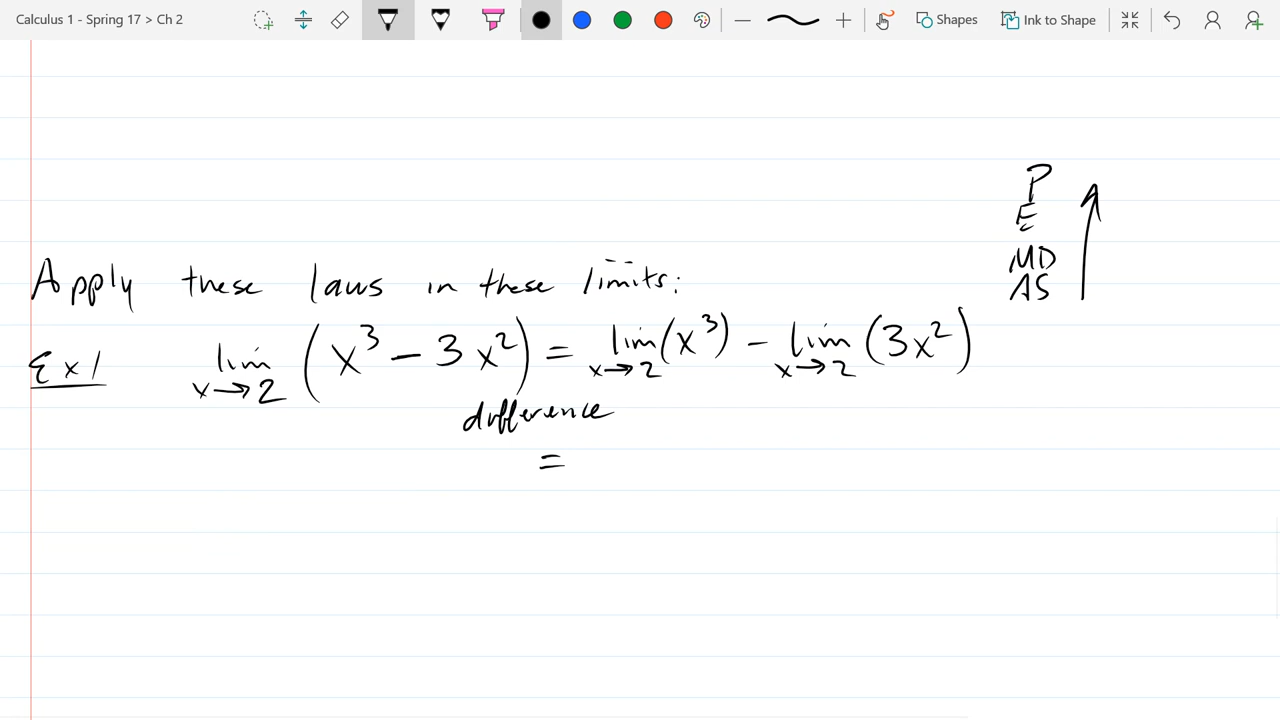 Calculus 1 - Spring 17 > Ch 2
Shapes
Ink to Shape
P
E
MD
AS
Apply these laws in these limits:
Ex 1 lim x→2 (x³ - 3x²) = lim x→2 (x³) - lim x→2 (3x²)
difference
=